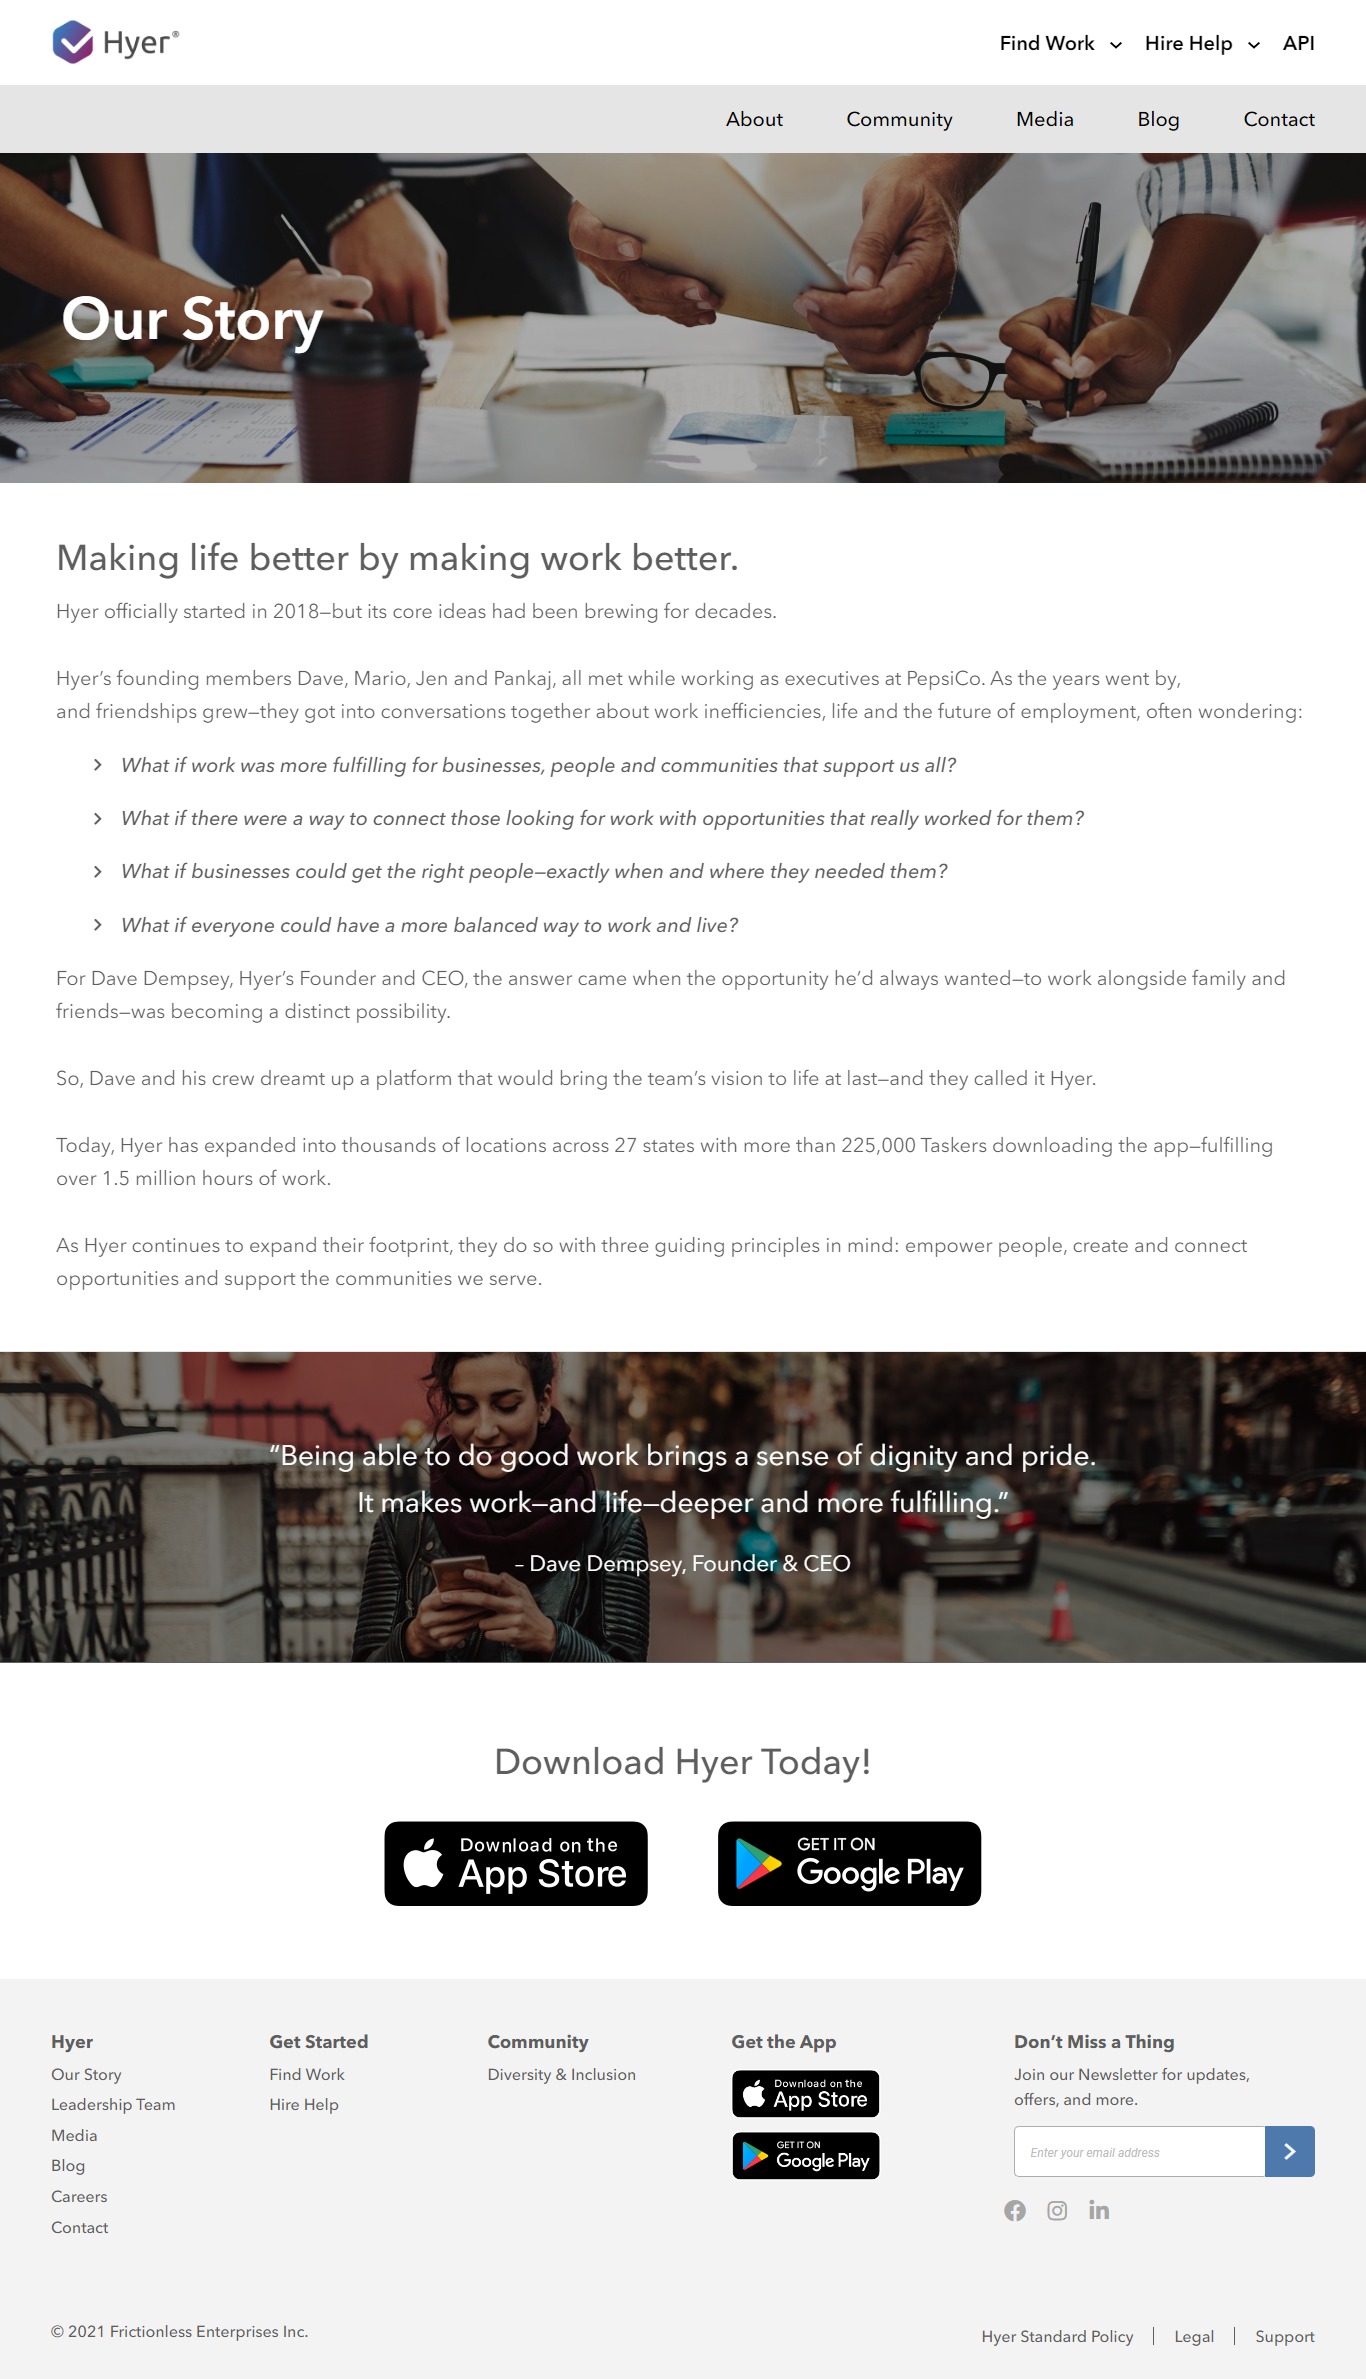 Hyer®
Find Work
Hire Help
API
About
Community
Media
Blog
Contact
Our Story
Making life better by making work better.
Hyer officially started in 2018—but its core ideas had been brewing for decades.
Hyer’s founding members Dave, Mario, Jen and Pankaj, all met while working as executives at PepsiCo. As the years went by,
and friendships grew—they got into conversations together about work inefficiencies, life and the future of employment, often wondering:
What if work was more fulfilling for businesses, people and communities that support us all?
What if there were a way to connect those looking for work with opportunities that really worked for them?
What if businesses could get the right people—exactly when and where they needed them?
What if everyone could have a more balanced way to work and live?
For Dave Dempsey, Hyer’s Founder and CEO, the answer came when the opportunity he’d always wanted—to work alongside family and
friends—was becoming a distinct possibility.
So, Dave and his crew dreamt up a platform that would bring the team’s vision to life at last—and they called it Hyer.
Today, Hyer has expanded into thousands of locations across 27 states with more than 225,000 Taskers downloading the app—fulfilling
over 1.5 million hours of work.
As Hyer continues to expand their footprint, they do so with three guiding principles in mind: empower people, create and connect
opportunities and support the communities we serve.
“Being able to do good work brings a sense of dignity and pride.
It makes work—and life—deeper and more fulfilling.”
– Dave Dempsey, Founder & CEO
Download Hyer Today!
Download on the
App Store
GET IT ON
Google Play
Hyer
Our Story
Leadership Team
Media
Blog
Careers
Contact
Get Started
Find Work
Hire Help
Community
Diversity & Inclusion
Get the App
Download on the
App Store
GET IT ON
Google Play
Don’t Miss a Thing
Join our Newsletter for updates,
offers, and more.
Enter your email address
© 2021 Frictionless Enterprises Inc.
Hyer Standard Policy
Legal
Support